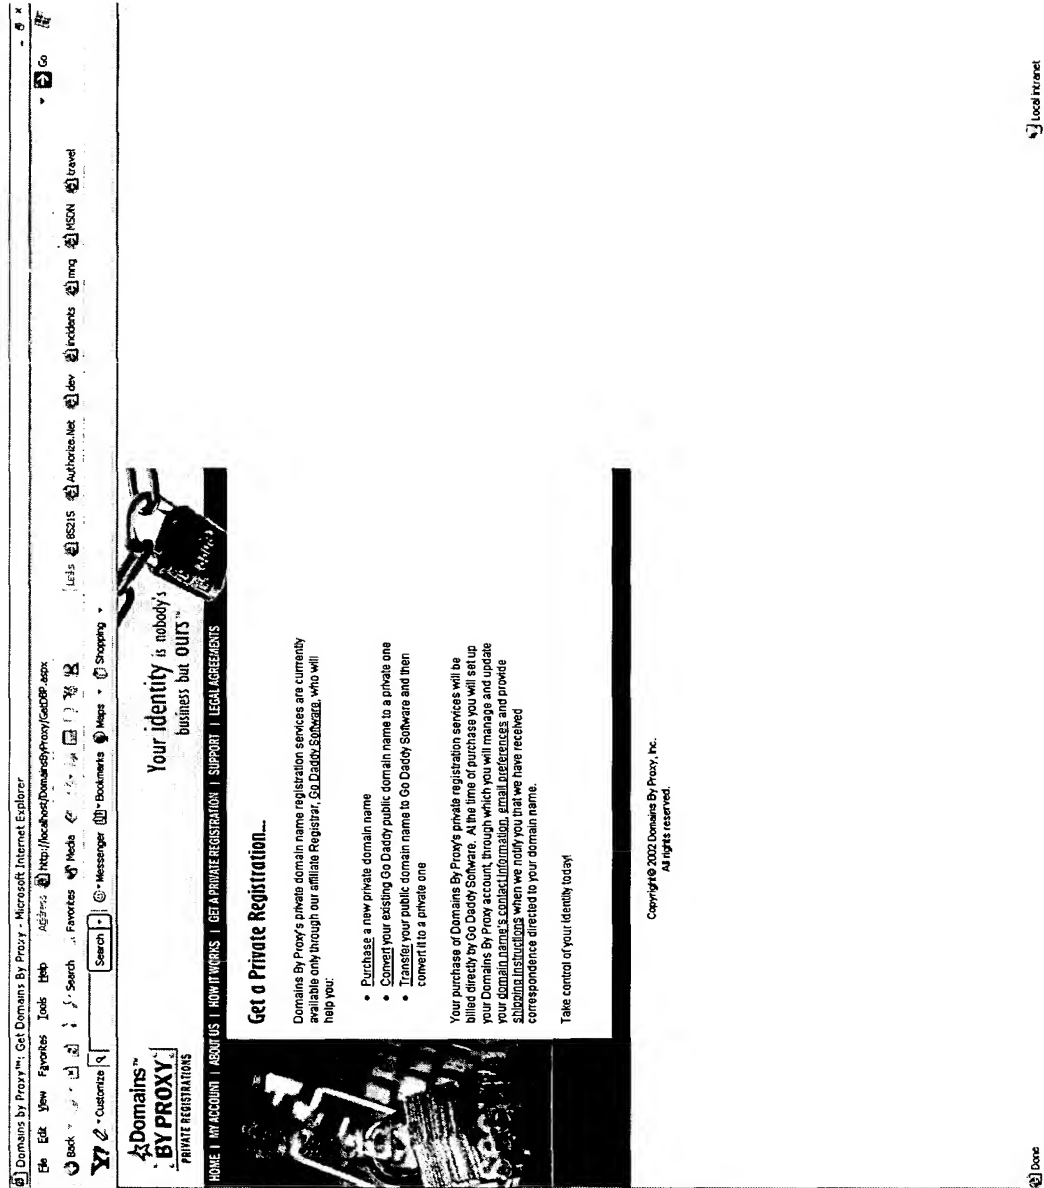 Domains by Proxy™: Get Domains By Proxy - Microsoft Internet Explorer
File Edit View Favorites Tools Help Address http://localhost/DomainsByProxy/GetDBP.aspx Go
Back Search Favorites Media Links BS215 Authorize.Net dev incidents mng MSDN travel
Y! Customize Search Messenger Bookmarks Maps Shopping
Domains™
BY PROXY
PRIVATE REGISTRATIONS
Your identity is nobody's
business but ours™
HOME | MY ACCOUNT | ABOUT US | HOW IT WORKS | GET A PRIVATE REGISTRATION | SUPPORT | LEGAL AGREEMENTS
Get a Private Registration...
Domains By Proxy's private domain name registration services are currently
available only through our affiliate Registrar, Go Daddy Software, who will
help you:
• Purchase a new private domain name
• Convert your existing Go Daddy public domain name to a private one
• Transfer your public domain name to Go Daddy Software and then
convert it to a private one
Your purchase of Domains By Proxy's private registration services will be
billed directly by Go Daddy Software. At the time of purchase you will set up
your Domains By Proxy account, through which you will manage and update
your domain name's contact information, email preferences and provide
shipping instructions when we notify you that we have received
correspondence directed to your domain name.
Take control of your identity today!
Copyright © 2002 Domains By Proxy, Inc.
All rights reserved.
Done Local intranet